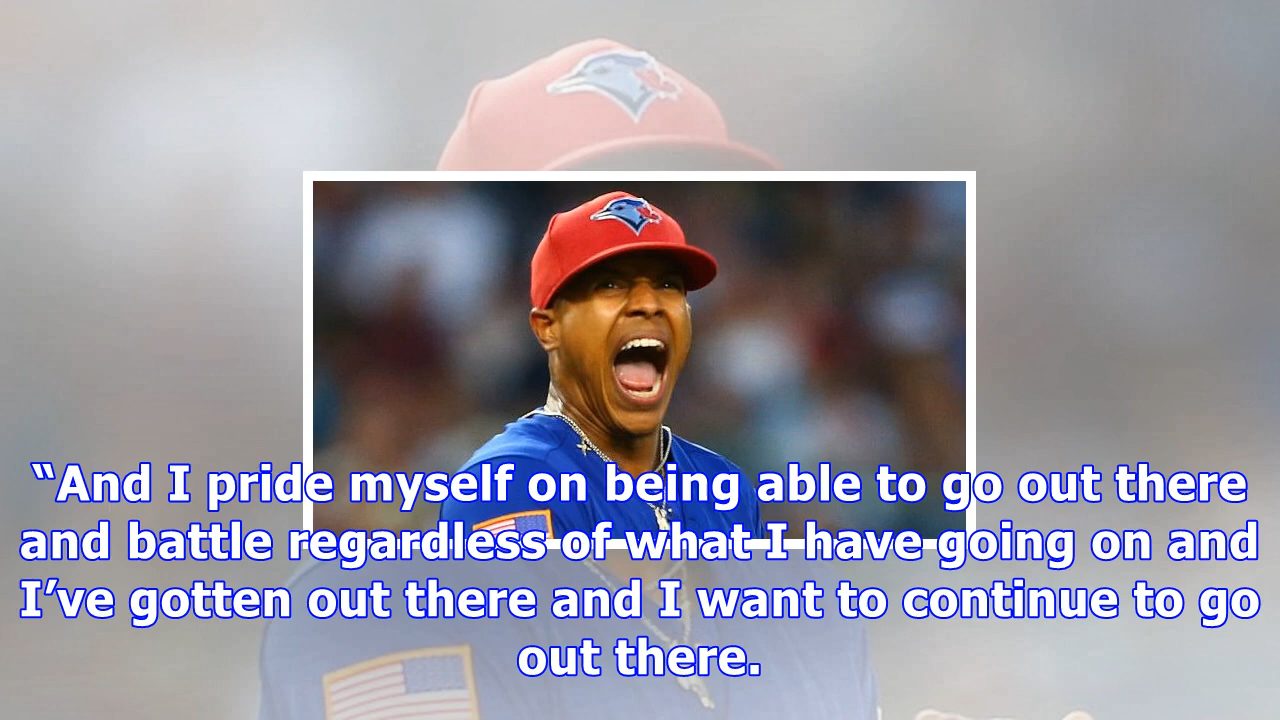 “And I pride myself on being able to go out there
and battle regardless of what I have going on and
I’ve gotten out there and I want to continue to go
out there.